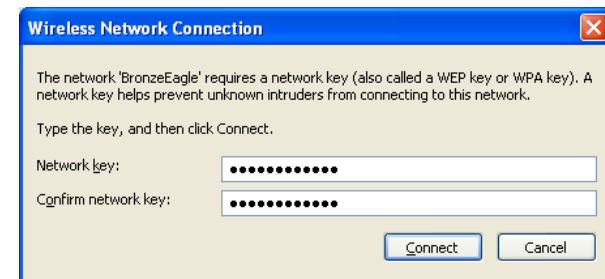 Wireless Network Connection
The network 'BronzeEagle' requires a network key (also called a WEP key or WPA key). A
network key helps prevent unknown intruders from connecting to this network.
Type the key, and then click Connect.
Network key: ●●●●●●●●●●●●
Confirm network key: ●●●●●●●●●●●●
Connect Cancel